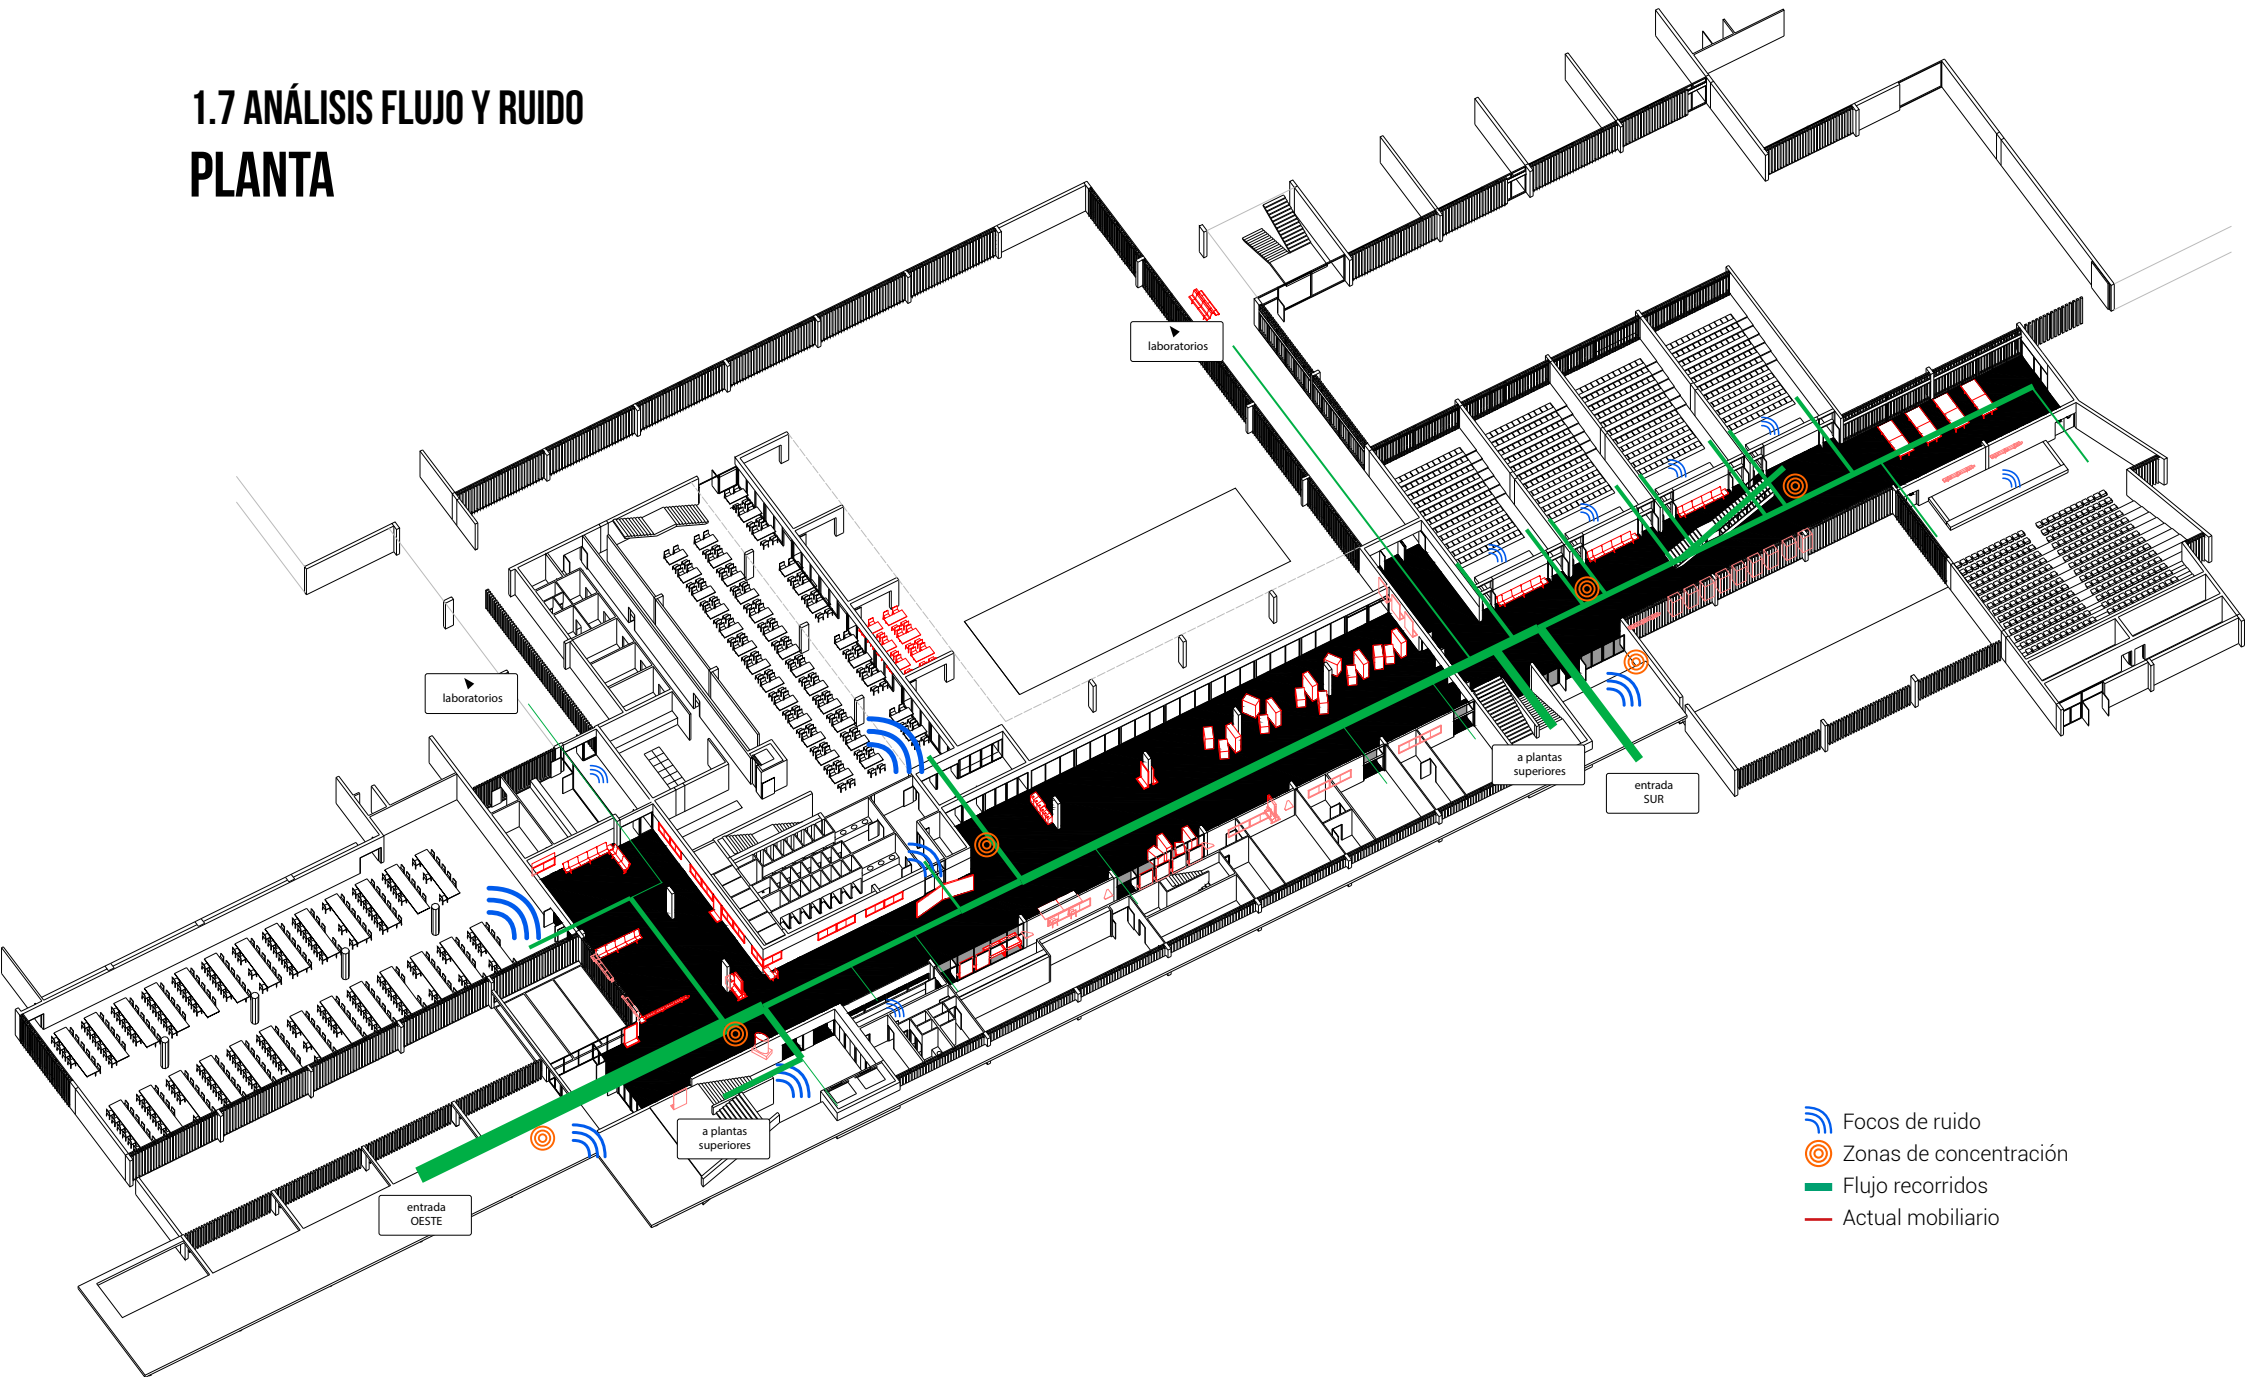 1.7 ANÁLISIS FLUJO Y RUIDO
PLANTA
laboratorios
laboratorios
a plantas
superiores
entrada
SUR
a plantas
superiores
entrada
OESTE
Focos de ruido
Zonas de concentración
Flujo recorridos
Actual mobiliario